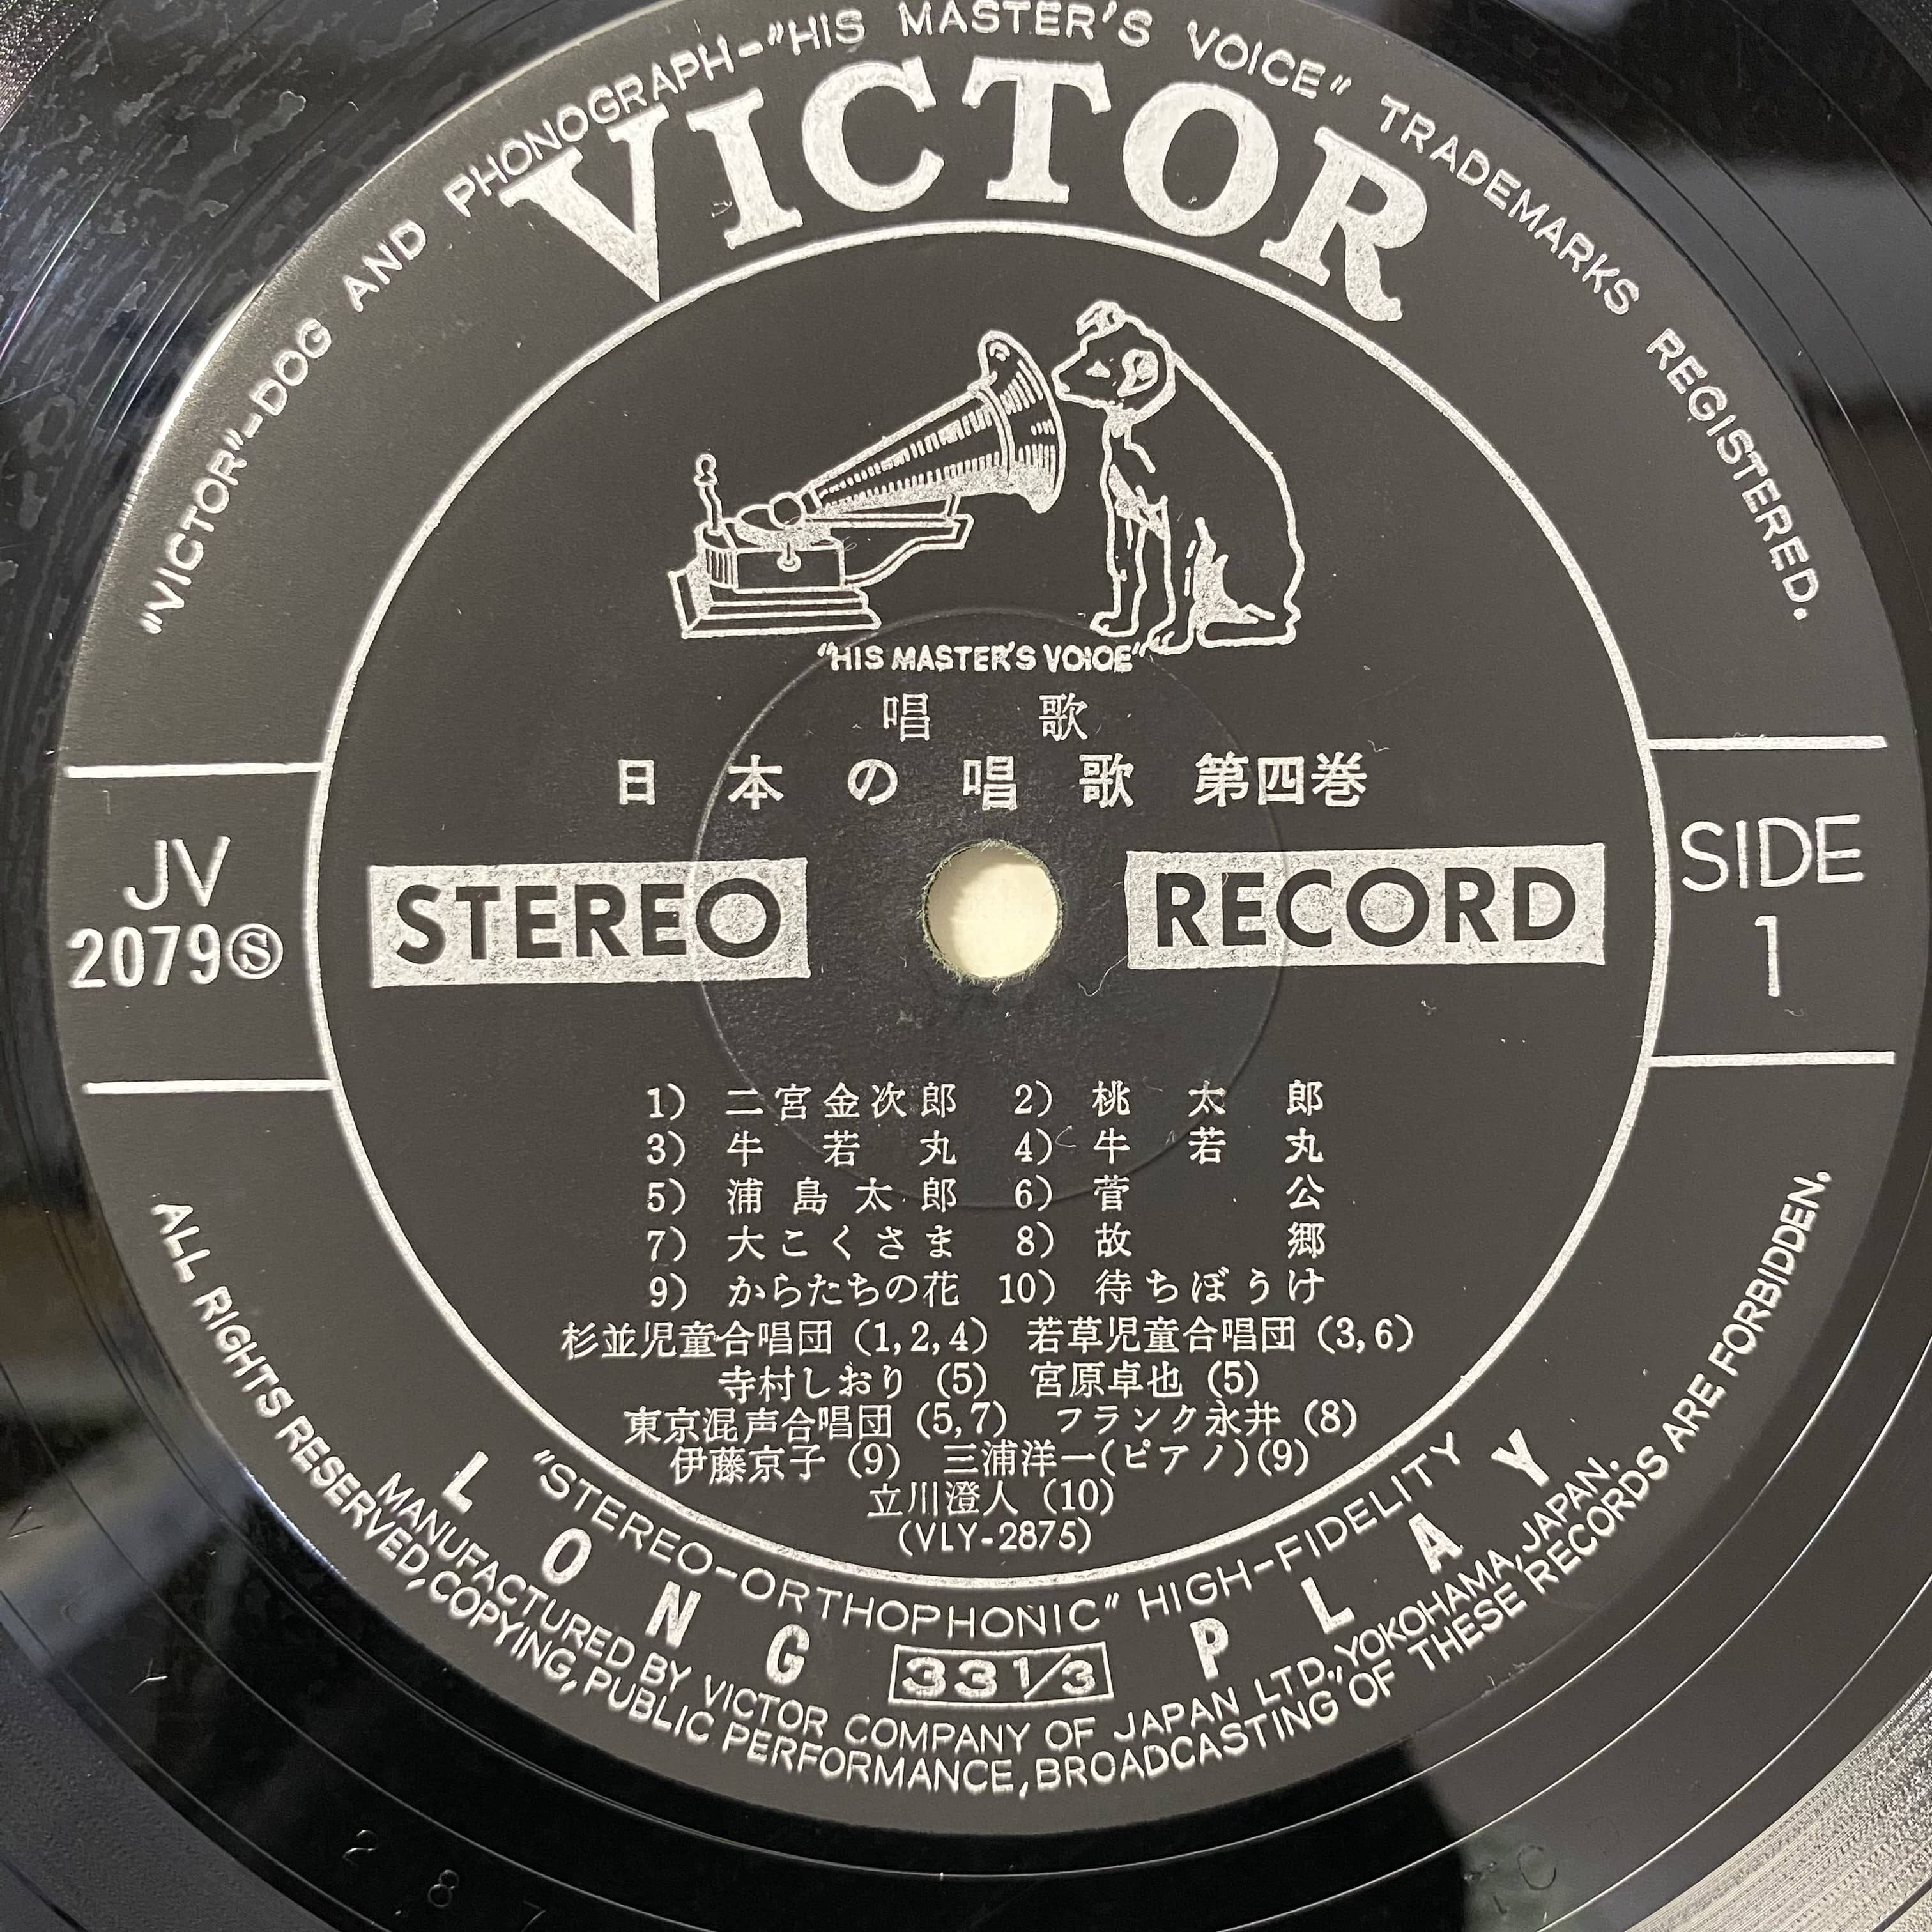 "VICTOR"-DOG AND PHONOGRAPH-"HIS MASTER'S VOICE" TRADEMARKS REGISTERED.
VICTOR
"HIS MASTER'S VOICE"
唱歌
日本の唱歌 第四巻
JV
2079Ⓢ
STEREO RECORD
SIDE
1
1) 二宮金次郎 2) 桃太郎
3) 牛若丸 4) 牛若丸
5) 浦島太郎 6) 菅公
7) 大こくさま 8) 故郷
9) からたちの花 10) 待ちぼうけ
杉並児童合唱団 (1,2,4) 若草児童合唱団 (3,6)
寺村しおり (5) 宮原卓也 (5)
東京混声合唱団 (5,7) フランク永井 (8)
伊藤京子 (9) 三浦洋一(ピアノ)(9)
立川澄人 (10)
(VLY-2875)
"STEREO-ORTHOPHONIC" HIGH-FIDELITY
LONG PLAY
33 1/3
MANUFACTURED BY VICTOR COMPANY OF JAPAN LTD., YOKOHAMA, JAPAN.
ALL RIGHTS RESERVED, COPYING, PUBLIC PERFORMANCE, BROADCASTING OF THESE RECORDS ARE FORBIDDEN.
2 8 7